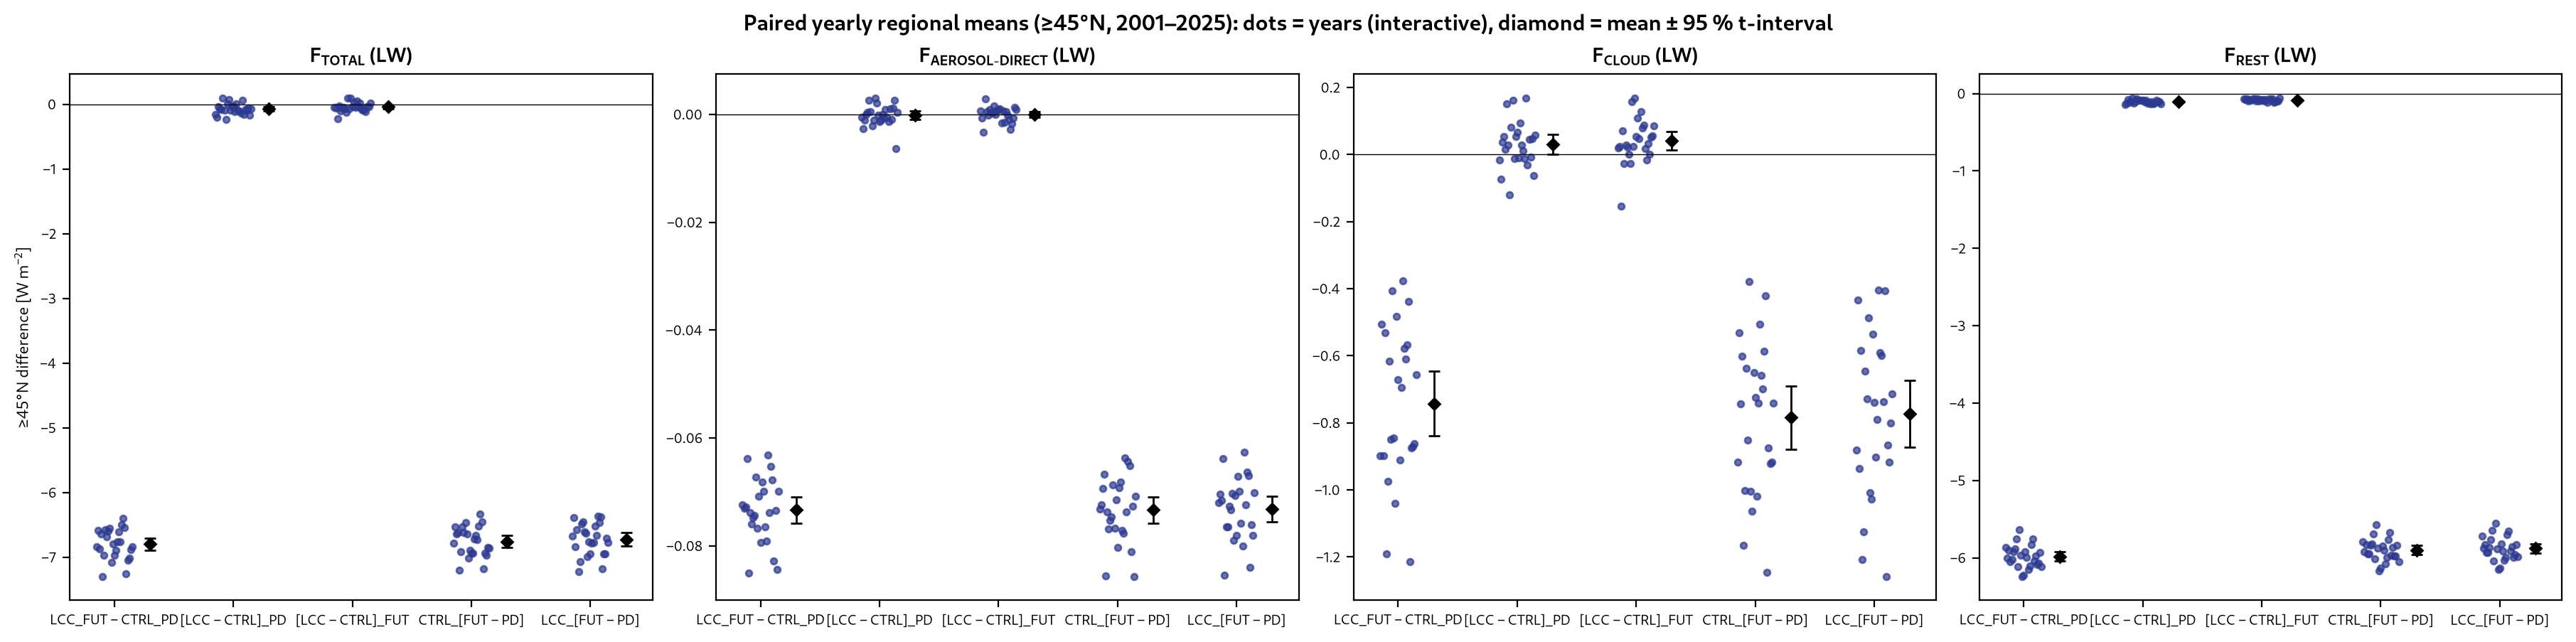 Paired yearly regional means (≥45°N, 2001–2025): dots = years (interactive), diamond = mean ± 95 % t-interval
F_TOTAL (LW)
F_AEROSOL-DIRECT (LW)
F_CLOUD (LW)
F_REST (LW)
≥45°N difference [W m⁻²]
0
−1
−2
−3
−4
−5
−6
−7
LCC_FUT − CTRL_PD
[LCC − CTRL]_PD
[LCC − CTRL]_FUT
CTRL_[FUT − PD]
LCC_[FUT − PD]
0.00
−0.02
−0.04
−0.06
−0.08
LCC_FUT − CTRL_PD
[LCC − CTRL]_PD
[LCC − CTRL]_FUT
CTRL_[FUT − PD]
LCC_[FUT − PD]
0.2
0.0
−0.2
−0.4
−0.6
−0.8
−1.0
−1.2
LCC_FUT − CTRL_PD
[LCC − CTRL]_PD
[LCC − CTRL]_FUT
CTRL_[FUT − PD]
LCC_[FUT − PD]
0
−1
−2
−3
−4
−5
−6
LCC_FUT − CTRL_PD
[LCC − CTRL]_PD
[LCC − CTRL]_FUT
CTRL_[FUT − PD]
LCC_[FUT − PD]